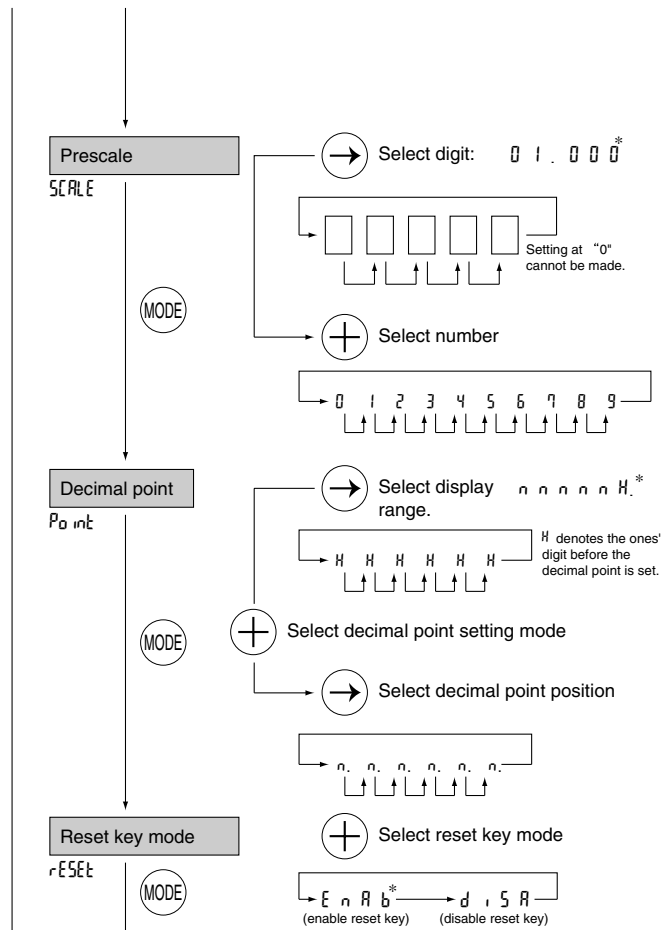 Prescale
SCALE
Select digit: 01.000*
Setting at “0"
cannot be made.
MODE
Select number
0 1 2 3 4 5 6 7 8 9
Decimal point
Point
Select display
range.
n n n n n H.*
H denotes the ones'
digit before the
decimal point is set.
H H H H H H
MODE
Select decimal point setting mode
Select decimal point position
n. n. n. n. n. n.
Reset key mode
rESEt
Select reset key mode
MODE
EnAb* diSA
(enable reset key) (disable reset key)